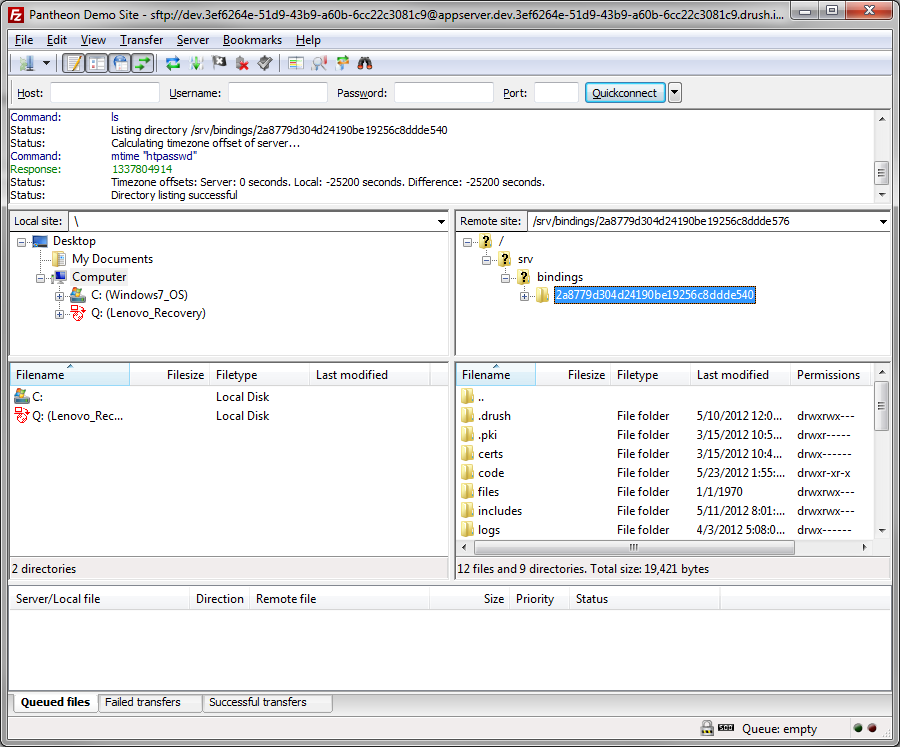 Pantheon Demo Site - sftp://dev.3ef6264e-51d9-43b9-a60b-6cc22c3081c9@appserver.dev.3ef6264e-51d9-43b9-a60b-6cc22c3081c9.drush.i...
File Edit View Transfer Server Bookmarks Help
Host: Username: Password: Port: Quickconnect
Command: ls
Status: Listing directory /srv/bindings/2a8779d304d24190be19256c8ddde540
Status: Calculating timezone offset of server...
Command: mtime "htpasswd"
Response: 1337804914
Status: Timezone offsets: Server: 0 seconds. Local: -25200 seconds. Difference: -25200 seconds.
Status: Directory listing successful
Local site: \
Desktop
My Documents
Computer
C: (Windows7_OS)
Q: (Lenovo_Recovery)
Remote site: /srv/bindings/2a8779d304d24190be19256c8ddde576
/
srv
bindings
2a8779d304d24190be19256c8ddde540
Filename Filesize Filetype Last modified
C: Local Disk
Q: (Lenovo_Rec... Local Disk
2 directories
Filename Filesize Filetype Last modified Permissions
..
.drush File folder 5/10/2012 12:0... drwxrwx---
.pki File folder 3/15/2012 10:5... drwxr-----
certs File folder 3/15/2012 10:4... drwx------
code File folder 5/23/2012 1:55:... drwxr-xr-x
files File folder 1/1/1970 drwxrwx---
includes File folder 5/11/2012 8:01:... drwxrwx---
logs File folder 4/3/2012 5:08:0... drwx------
12 files and 9 directories. Total size: 19,421 bytes
Server/Local file Direction Remote file Size Priority Status
Queued files Failed transfers Successful transfers
Queue: empty